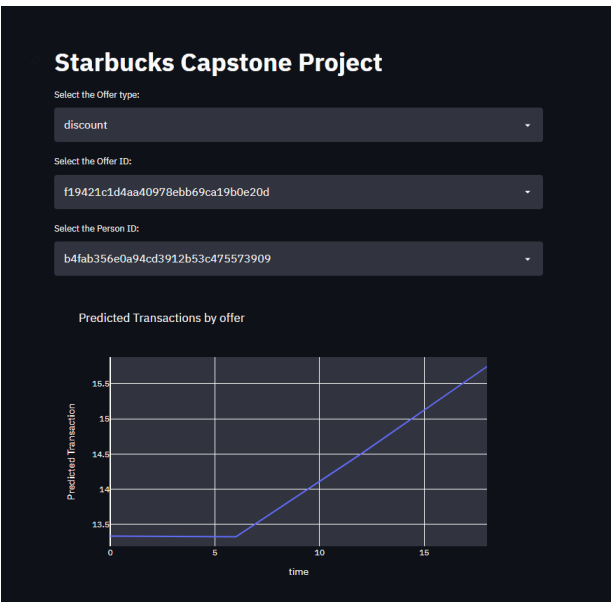 Starbucks Capstone Project
Select the Offer type:
discount
Select the Offer ID:
f19421c1d4aa40978ebb69ca19b0e20d
Select the Person ID:
b4fab356e0a94cd3912b53c475573909
Predicted Transactions by offer
Predicted Transaction
15.5
15
14.5
14
13.5
0 5 10 15
time